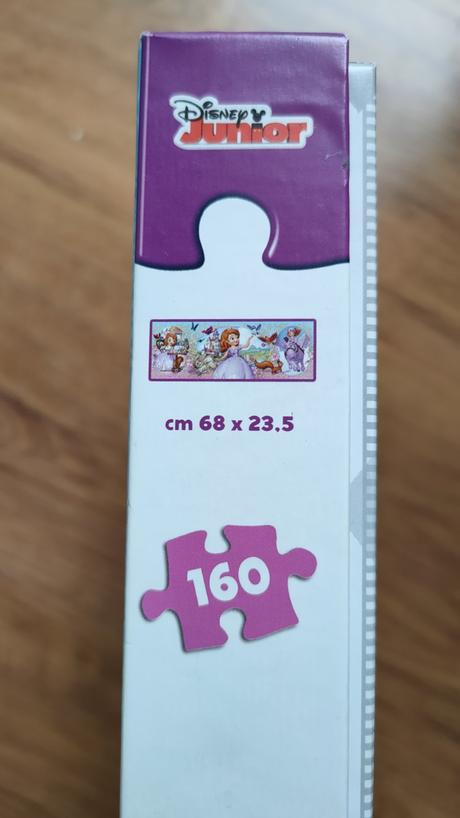 Disney
Junior
cm 68 x 23,5
160